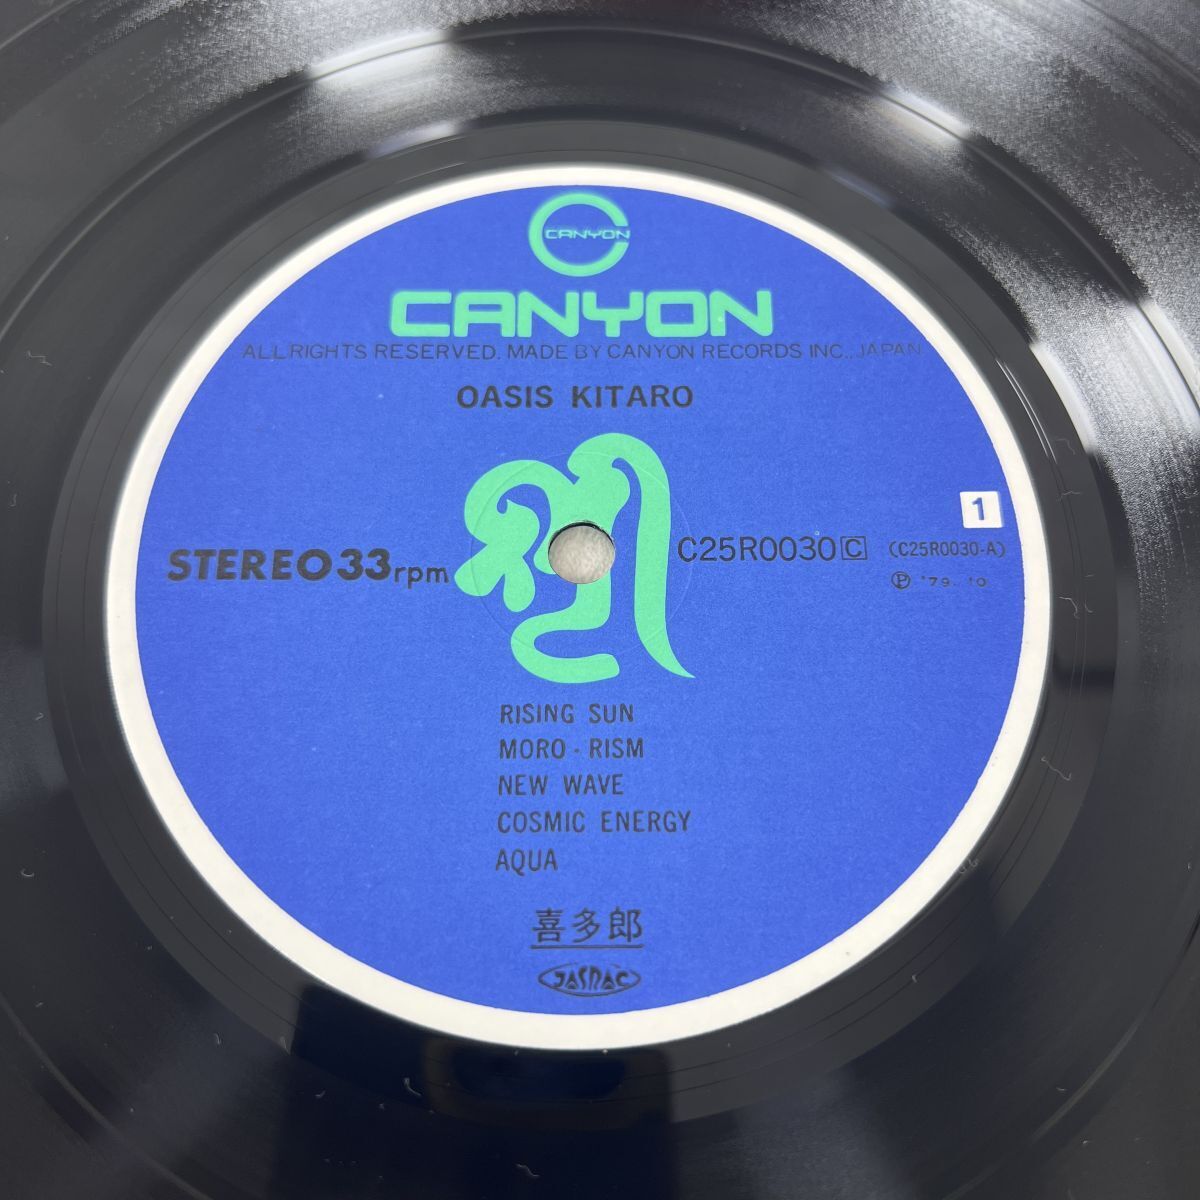 CANYON
CANYON
ALL RIGHTS RESERVED. MADE BY CANYON RECORDS INC., JAPAN
OASIS KITARO
1
STEREO 33rpm
C25R0030 C (C25R0030-A)
Ⓟ '79. 10
RISING SUN
MORO・RISM
NEW WAVE
COSMIC ENERGY
AQUA
喜多郎
JASRAC